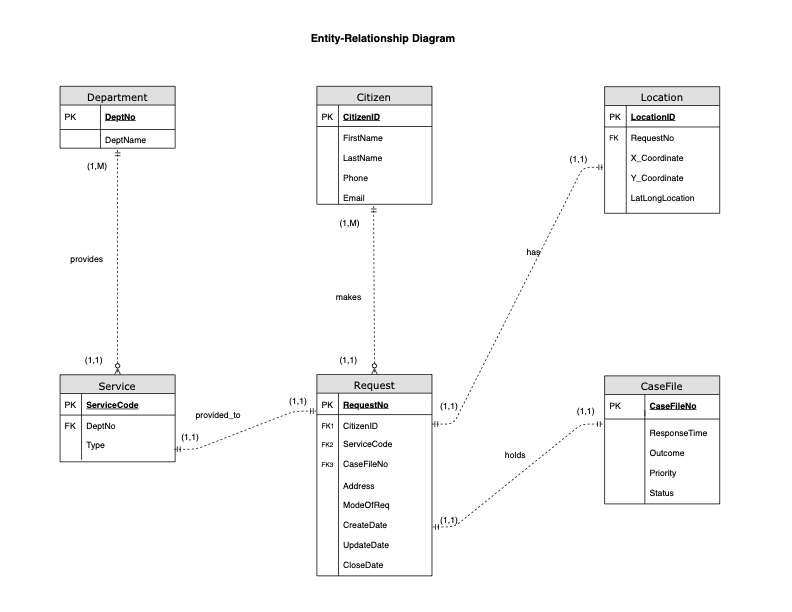 Entity-Relationship Diagram
Department
PK DeptNo
DeptName
(1,M)
provides
(1,1)
Citizen
PK CitizenID
FirstName
LastName
Phone
Email
(1,M)
makes
(1,1)
Location
PK LocationID
FK RequestNo
X_Coordinate
Y_Coordinate
LatLongLocation
(1,1)
has
(1,1)
Service
PK ServiceCode
FK DeptNo
Type
(1,1)
provided_to
(1,1)
Request
PK RequestNo
FK1 CitizenID
FK2 ServiceCode
FK3 CaseFileNo
Address
ModeOfReq
CreateDate
UpdateDate
CloseDate
(1,1)
holds
(1,1)
CaseFile
PK CaseFileNo
ResponseTime
Outcome
Priority
Status